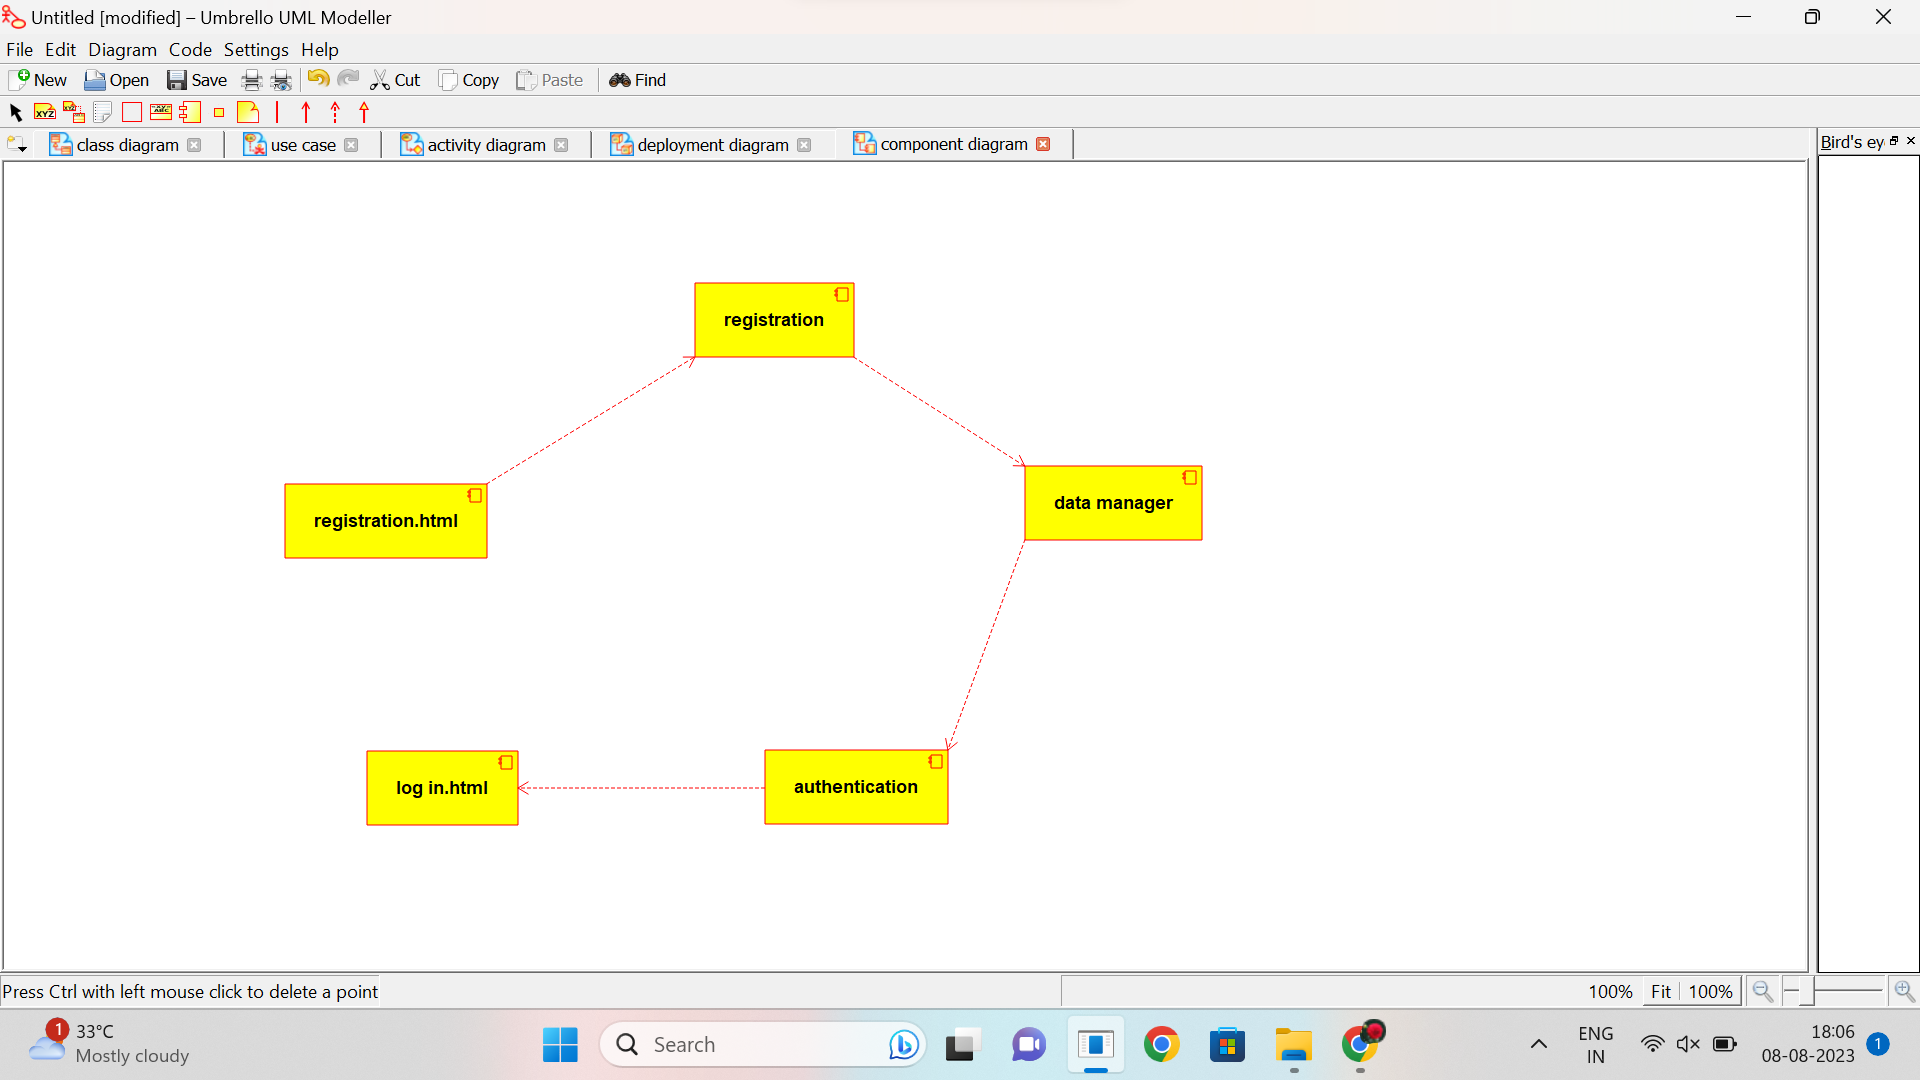 Untitled [modified] – Umbrello UML Modeller
File Edit Diagram Code Settings Help
New Open Save Cut Copy Paste Find
XYZ
class diagram use case activity diagram deployment diagram component diagram Bird's ey
registration
data manager
registration.html
log in.html
authentication
Press Ctrl with left mouse click to delete a point 100% Fit 100%
1 33°C
Mostly cloudy
Search
ENG
IN
18:06
08-08-2023
1